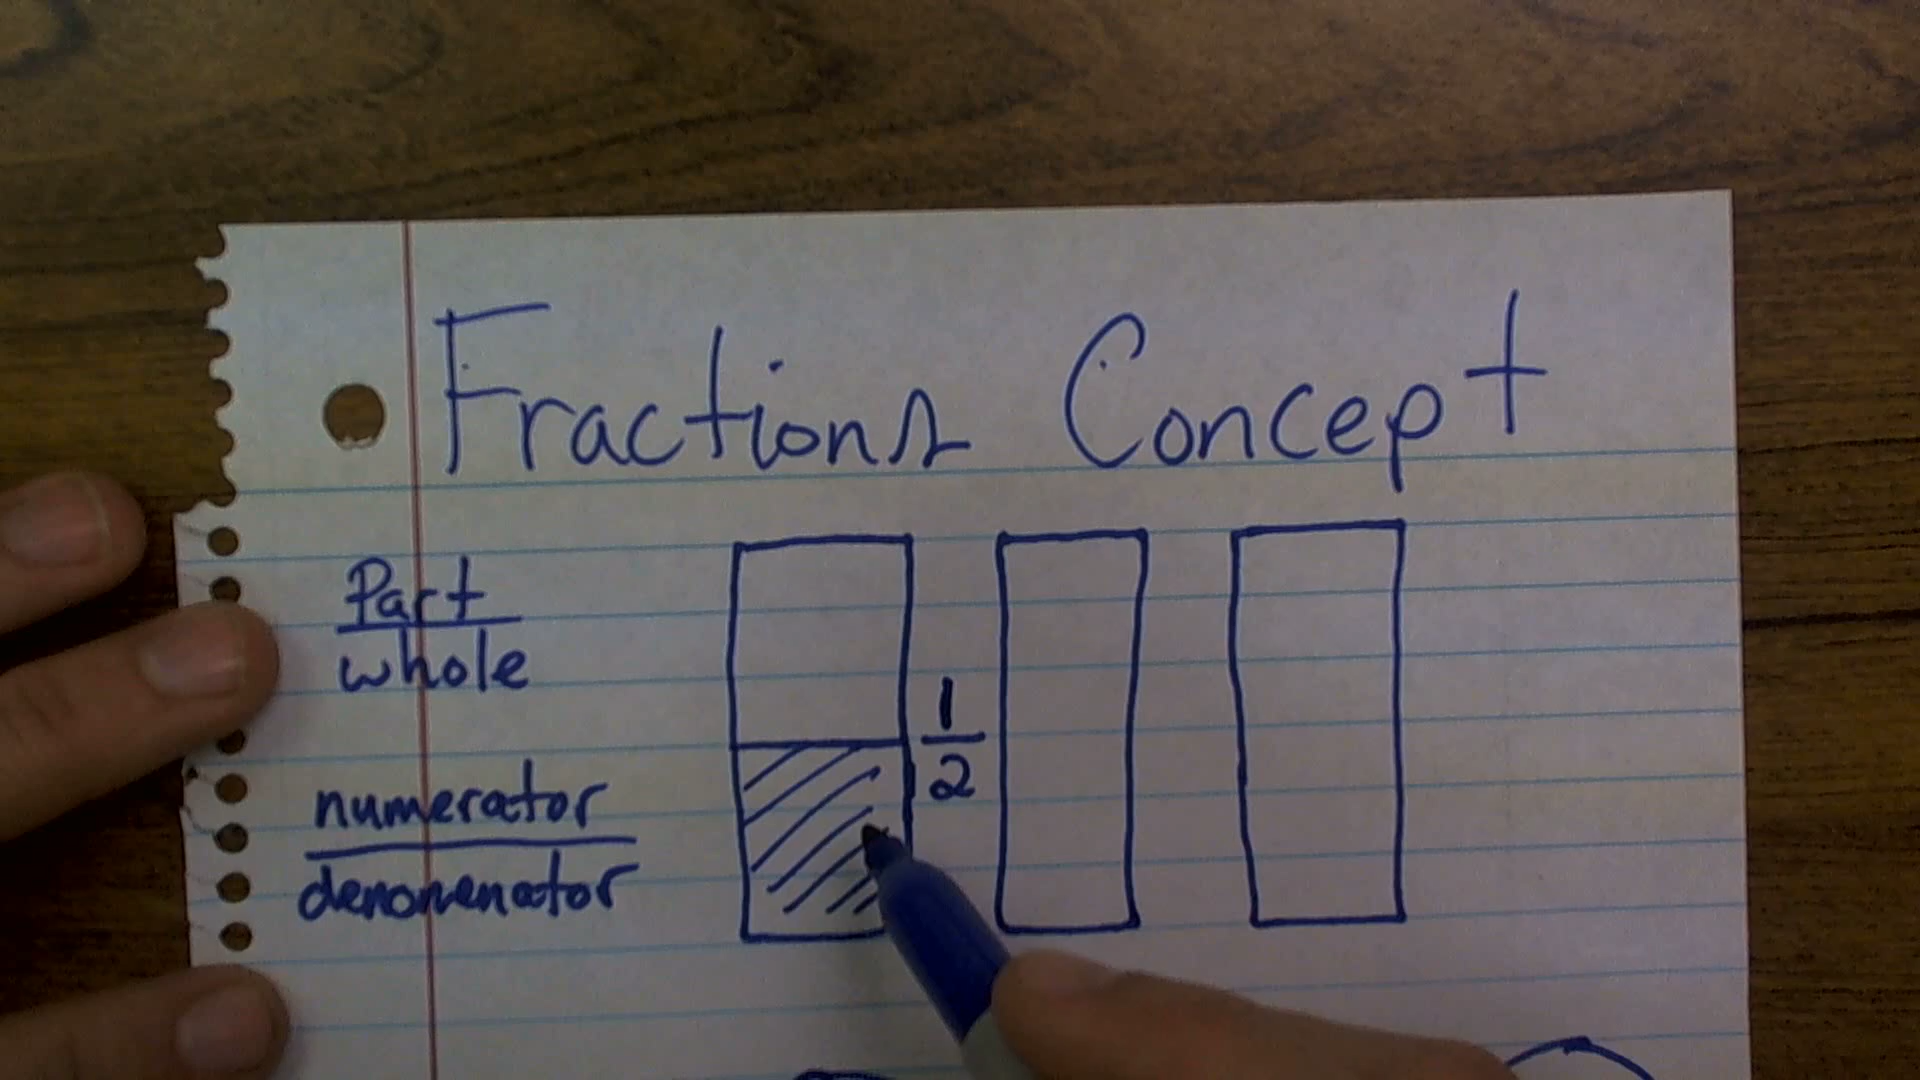 Fractions Concept
Part
whole
numerator
denomenator
1
2